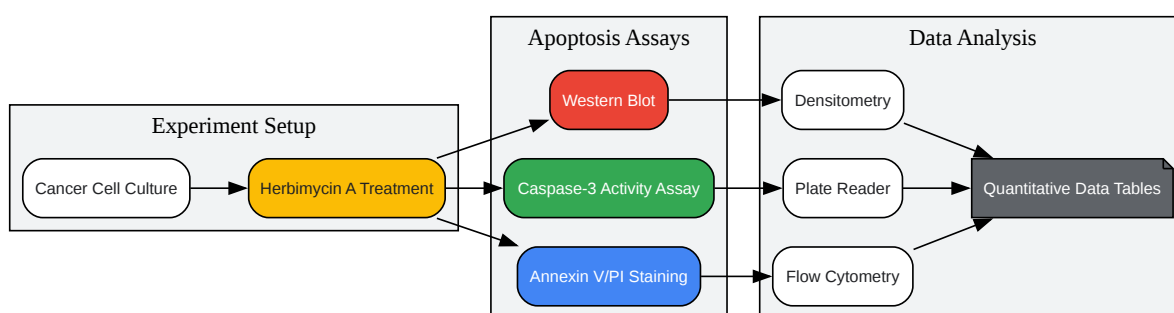 Experiment Setup
Cancer Cell Culture
Herbimycin A Treatment
Apoptosis Assays
Western Blot
Caspase-3 Activity Assay
Annexin V/PI Staining
Data Analysis
Densitometry
Plate Reader
Flow Cytometry
Quantitative Data Tables